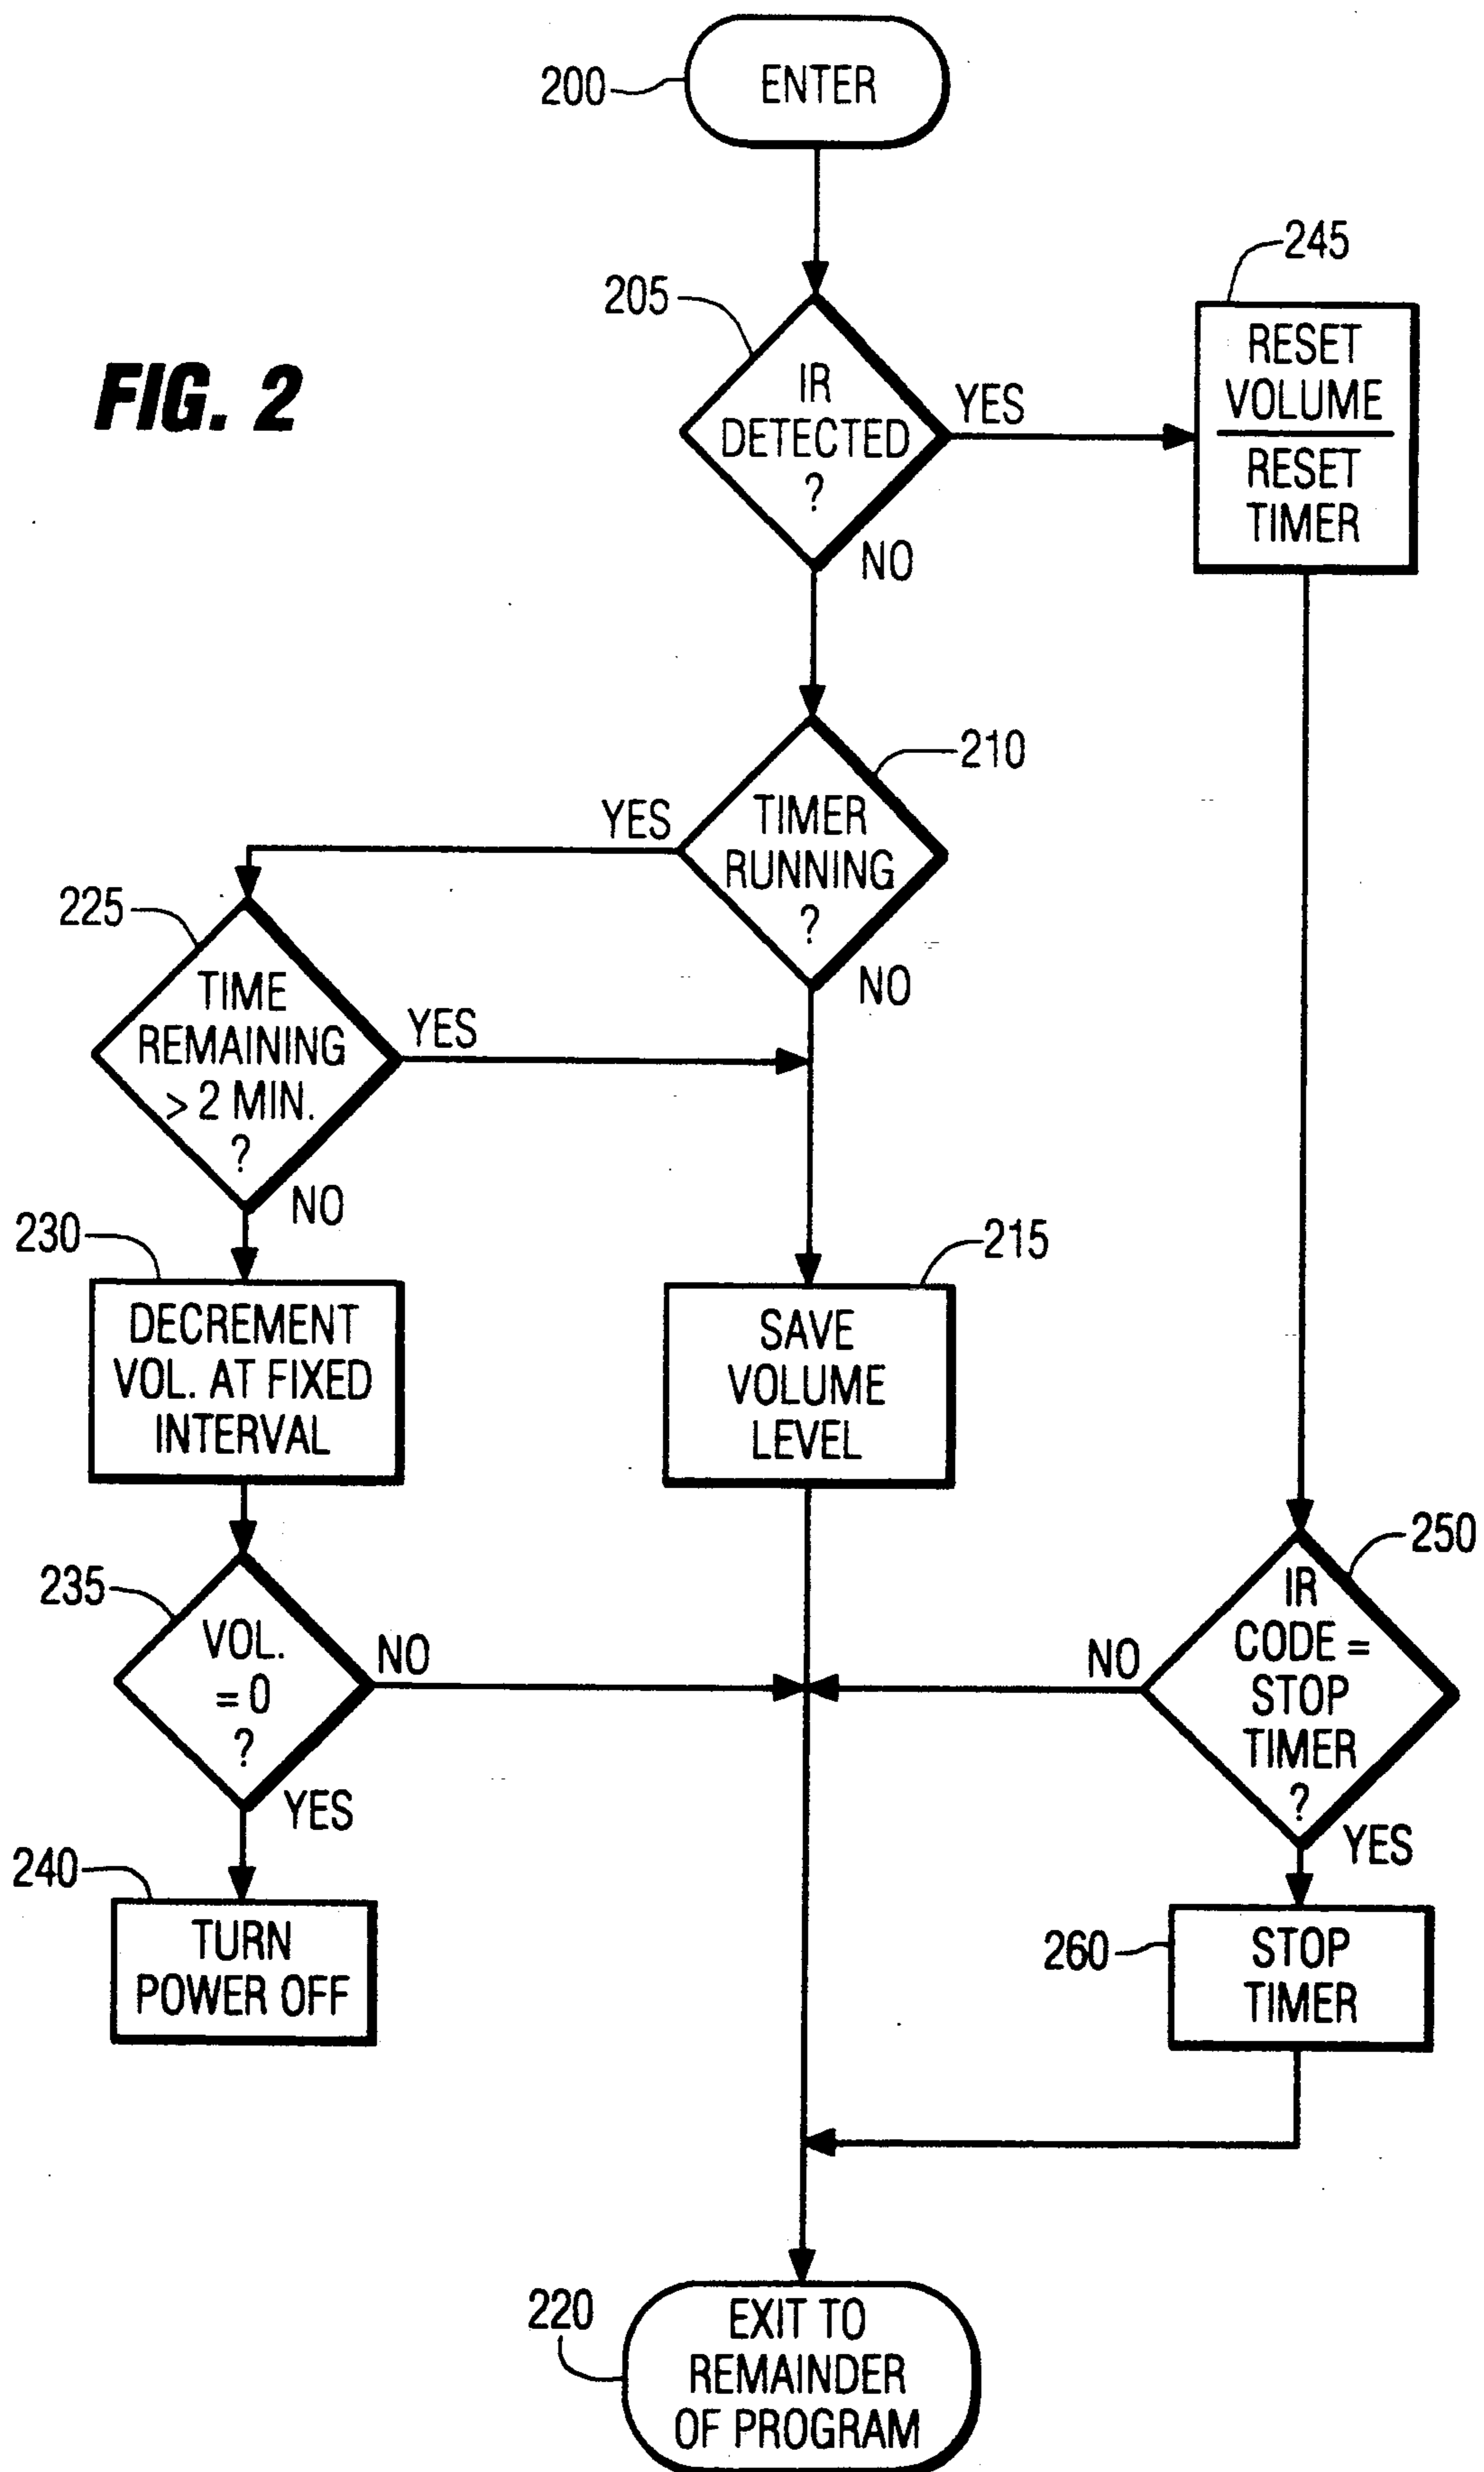 200
ENTER
245
205
RESET
VOLUME
RESET
TIMER
FIG. 2
IR
DETECTED
?
YES
NO
210
YES
TIMER
RUNNING
?
NO
225
TIME
REMAINING
> 2 MIN.
?
YES
NO
230
DECREMENT
VOL. AT FIXED
INTERVAL
215
SAVE
VOLUME
LEVEL
235
VOL.
= 0
?
NO
YES
250
IR
CODE =
STOP
TIMER
?
NO
YES
240
TURN
POWER OFF
260
STOP
TIMER
220
EXIT TO
REMAINDER
OF PROGRAM